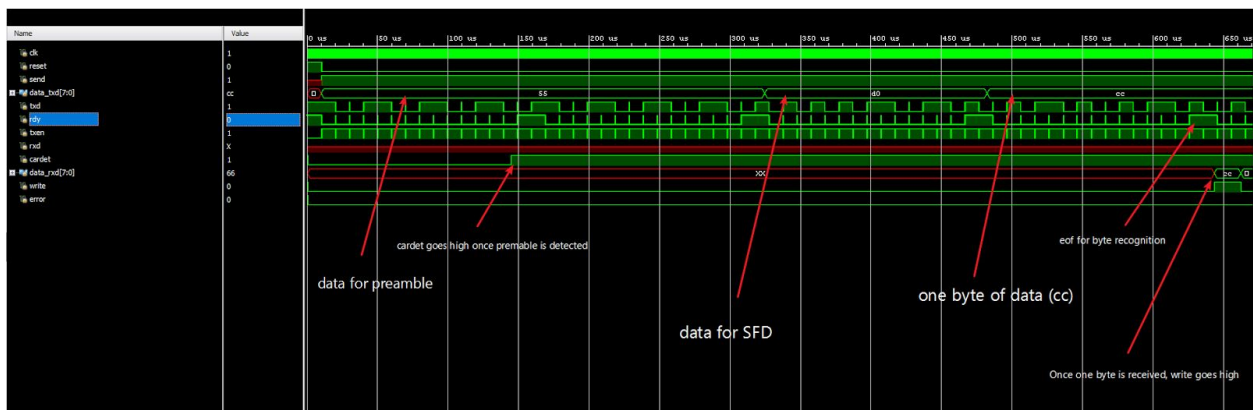 Name Value
0 us 50 us 100 us 150 us 200 us 250 us 300 us 350 us 400 us 450 us 500 us 550 us 600 us 650 us
clk 1
reset 0
send 1
data_txd[7:0] cc 55 d0 cc
txd 1
rdy 0
txen 1
rxd X
cardet 1
data_rxd[7:0] 66 XX cc
write 0
error 0
cardet goes high once premable is detected
eof for byte recognition
data for preamble
one byte of data (cc)
data for SFD
Once one byte is received, write goes high